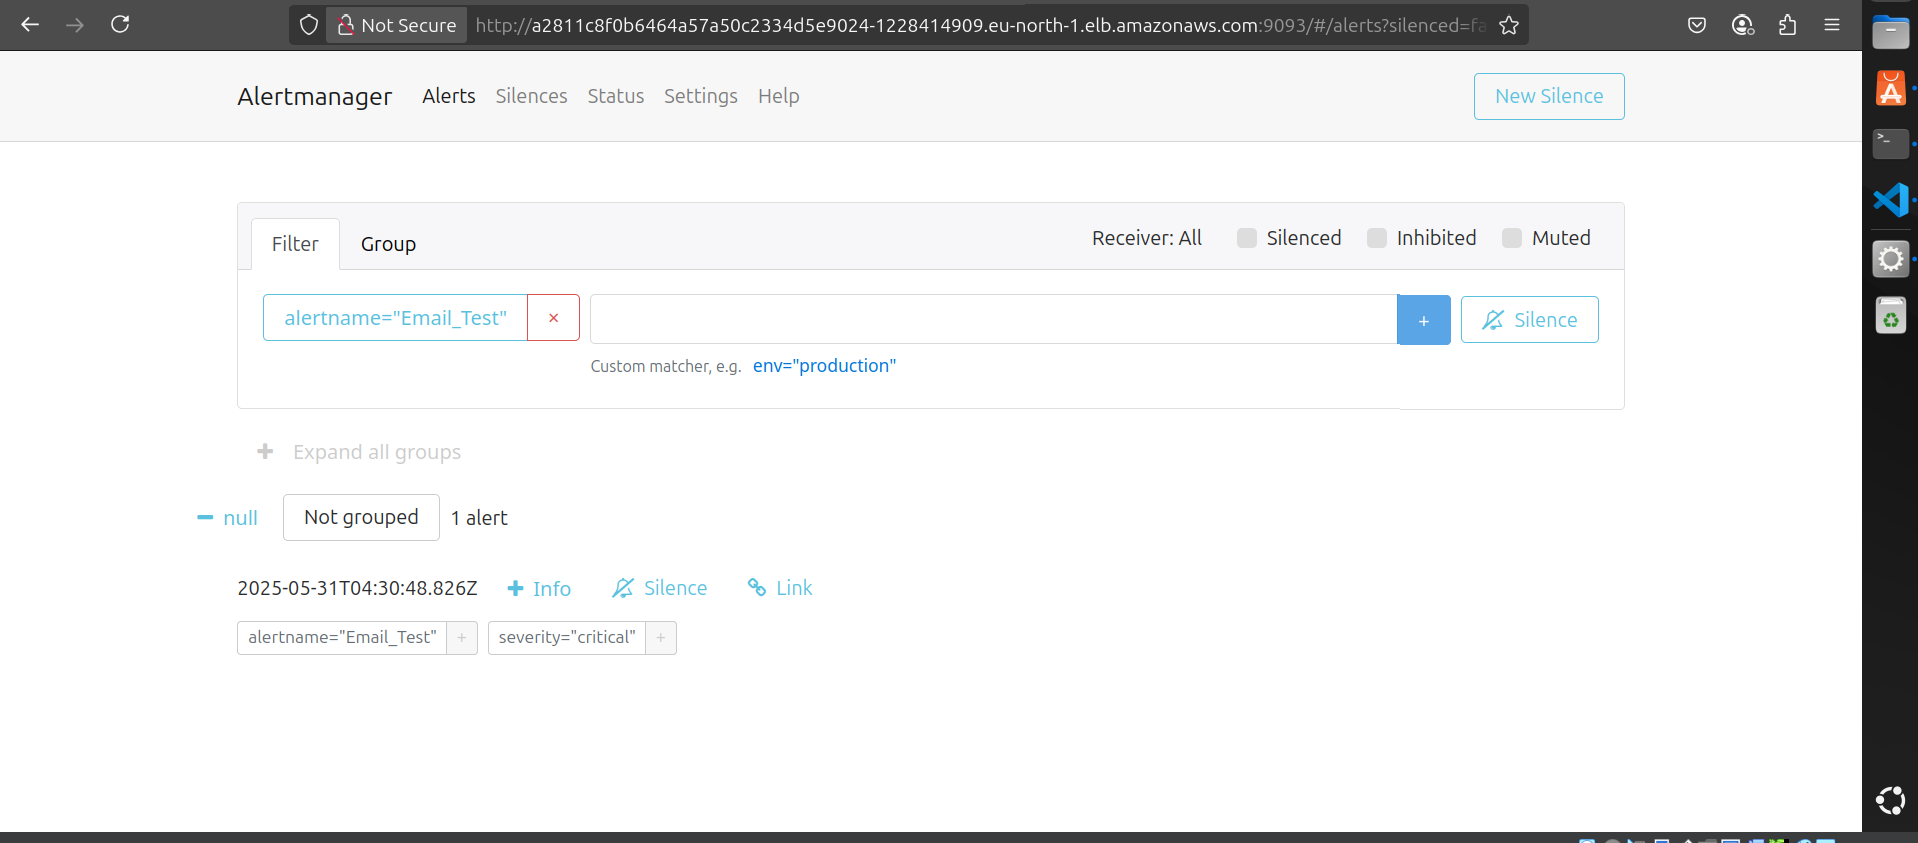 Not Secure http://a2811c8f0b6464a57a50c2334d5e9024-1228414909.eu-north-1.elb.amazonaws.com:9093/#/alerts?silenced=fa
Alertmanager Alerts Silences Status Settings Help New Silence
Filter Group Receiver: All Silenced Inhibited Muted
alertname="Email_Test" × + Silence
Custom matcher, e.g. env="production"
+ Expand all groups
− null Not grouped 1 alert
2025-05-31T04:30:48.826Z + Info Silence Link
alertname="Email_Test" + severity="critical" +